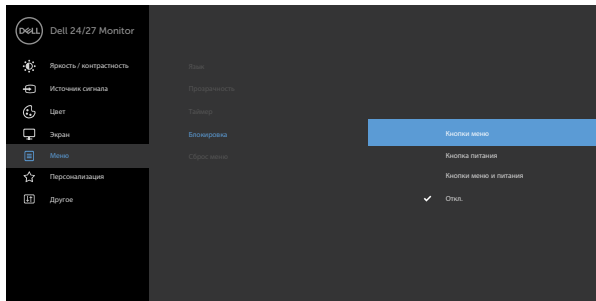 DELL Dell 24/27 Monitor
Яркость / контрастность
Источник сигнала
Цвет
Экран
Меню
Персонализация
Другое
Язык
Прозрачность
Таймер
Блокировка
Сброс меню
Кнопки меню
Кнопка питания
Кнопки меню и питания
Откл.